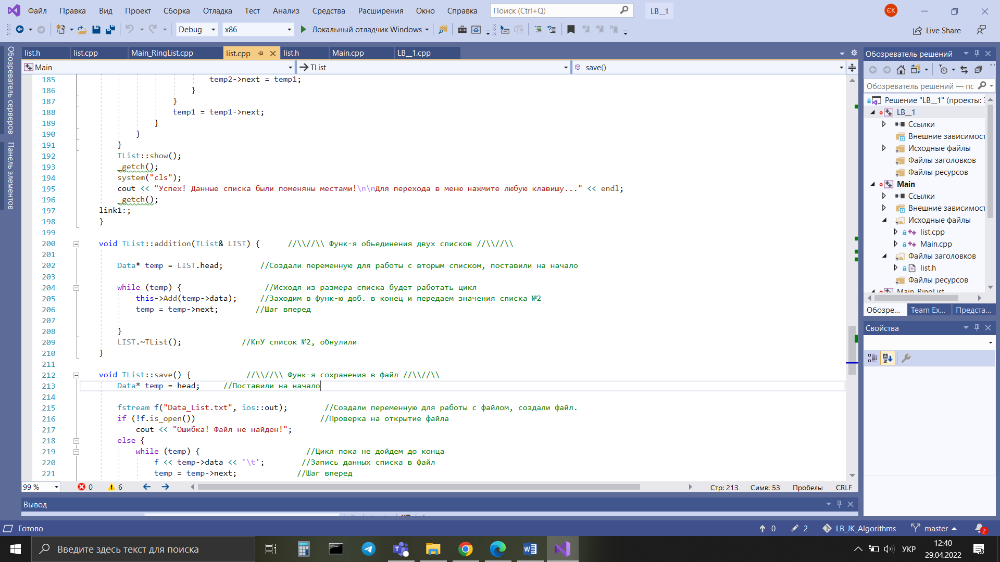 Файл Правка Вид Проект Сборка Отладка Тест Анализ Средства Расширения Окно Справка Поиск (Ctrl+Q) LB__1 ЄК
Debug x86 Локальный отладчик Windows Live Share
list.h list.cpp Main_RingList.cpp list.cpp list.h Main.cpp LB__1.cpp
Main TList save()
Обозреватель серверов
Панель элементов
185 temp2->next = temp1;
186 }
187 }
188 temp1 = temp1->next;
189 }
190 }
191 }
192 TList::show();
193 _getch();
194 system("cls");
195 cout << "Успех! Данные списка были поменяны местами!\n\nДля перехода в меню нажмите любую клавишу..." << endl;
196 _getch();
197 link1:;
198 }
199
200 void TList::addition(TList& LIST) { //\\//\\ Функ-я обьединения двух списков //\\//\\
201
202 Data* temp = LIST.head; //Создали переменную для работы с вторым списком, поставили на начало
203
204 while (temp) { //Исходя из размера списка будет работать цикл
205 this->Add(temp->data); //Заходим в функ-ю доб. в конец и передаем значения списка №2
206 temp = temp->next; //Шаг вперед
207
208 }
209 LIST.~TList(); //КпУ список №2, обнулили
210 }
211
212 void TList::save() { //\\//\\ Функ-я сохранения в файл //\\//\\
213 Data* temp = head; //Поставили на начало
214
215 fstream f("Data_List.txt", ios::out); //Создали переменную для работы с файлом, создали файл.
216 if (!f.is_open()) //Проверка на открытие файла
217 cout << "Ошибка! Файл не найден!";
218 else {
219 while (temp) { //Цикл пока не дойдем до конца
220 f << temp->data << '\t'; //Запись данных списка в файл
221 temp = temp->next; //Шаг вперед
99 % 0 6 Стр: 213 Симв: 53 Пробелы CRLF
Вывод
Обозреватель решений
Обозреватель решений — пс
Решение "LB__1" (проекты: 3
LB__1
Ссылки
Внешние зависимост
Исходные файлы
Файлы заголовков
Файлы ресурсов
Main
Ссылки
Внешние зависимост
Исходные файлы
list.cpp
Main.cpp
Файлы заголовков
list.h
Файлы ресурсов
Main_RingList
Обозре... Team Ex... Предста...
Свойства
Готово 0 2 LB_JK_Algorithms master 2
Введите здесь текст для поиска УКР 12:40
29.04.2022